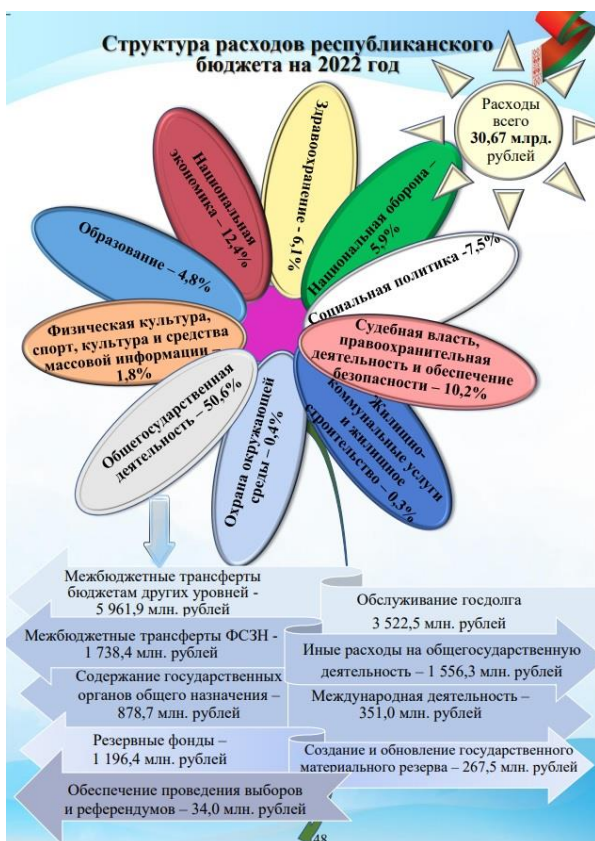 Структура расходов республиканского
бюджета на 2022 год
Расходы
всего
30,67 млрд.
рублей
Здравоохранение - 6,1%
Национальная оборона –
5,9%
Социальная политика -7,5%
Судебная власть,
правоохранительная
деятельность и обеспечение
безопасности – 10,2%
Жилищно-
коммунальные услуги
и жилищное
строительство – 0,3%
Охрана окружающей
среды – 0,4%
Общегосударственная
деятельность – 50,6%
Физическая культура,
спорт, культура и средства
массовой информации –
1,8%
Образование – 4,8%
Национальная
экономика – 12,4%
Межбюджетные трансферты
бюджетам других уровней -
5 961,9 млн. рублей
Обслуживание госдолга
3 522,5 млн. рублей
Межбюджетные трансферты ФСЗН -
1 738,4 млн. рублей
Иные расходы на общегосударственную
деятельность – 1 556,3 млн. рублей
Содержание государственных
органов общего назначения –
878,7 млн. рублей
Международная деятельность –
351,0 млн. рублей
Резервные фонды –
1 196,4 млн. рублей
Создание и обновление государственного
материального резерва – 267,5 млн. рублей
Обеспечение проведения выборов
и референдумов – 34,0 млн. рублей
48